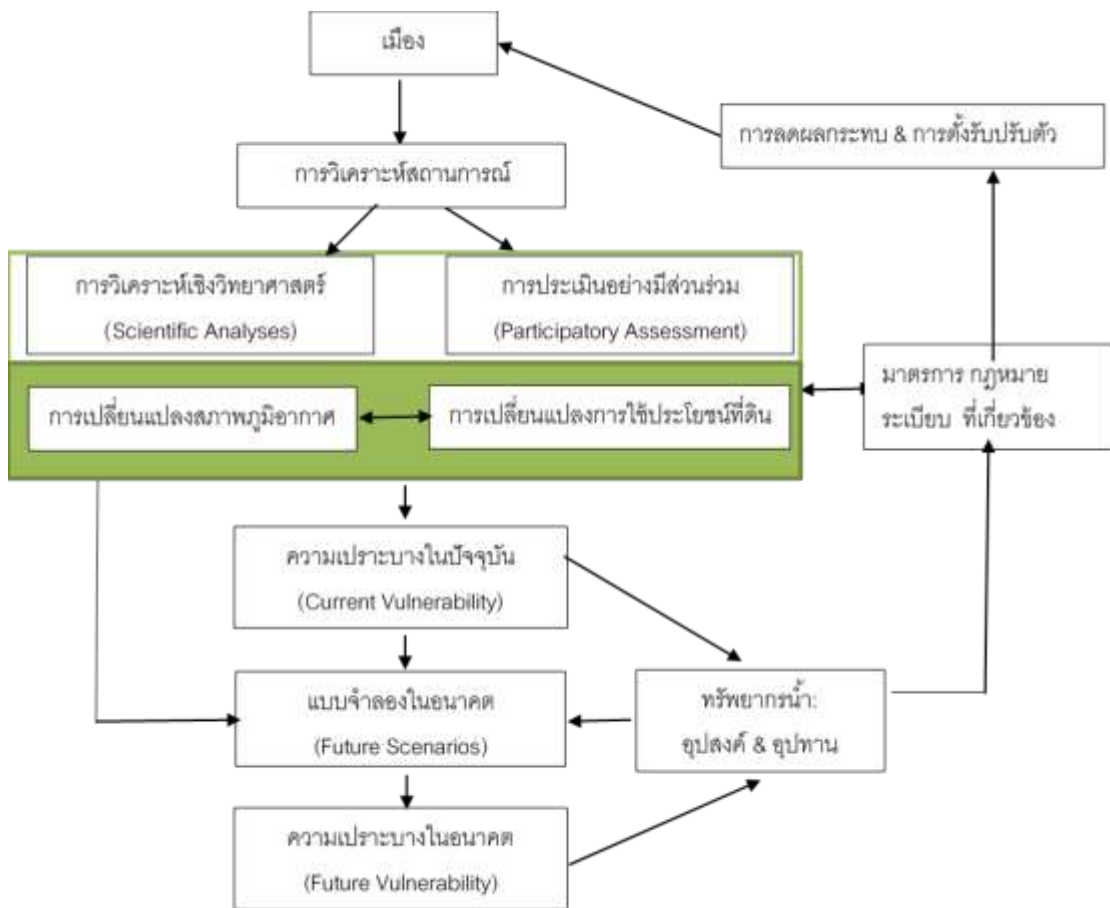 เมือง
การลดผลกระทบ & การตั้งรับปรับตัว
การวิเคราะห์สถานการณ์
การวิเคราะห์เชิงวิทยาศาสตร์
(Scientific Analyses)
การประเมินอย่างมีส่วนร่วม
(Participatory Assessment)
มาตรการ กฎหมาย
ระเบียบ ที่เกี่ยวข้อง
การเปลี่ยนแปลงสภาพภูมิอากาศ
การเปลี่ยนแปลงการใช้ประโยชน์ที่ดิน
ความเปราะบางในปัจจุบัน
(Current Vulnerability)
แบบจำลองในอนาคต
(Future Scenarios)
ทรัพยากรน้ำ:
อุปสงค์ & อุปทาน
ความเปราะบางในอนาคต
(Future Vulnerability)